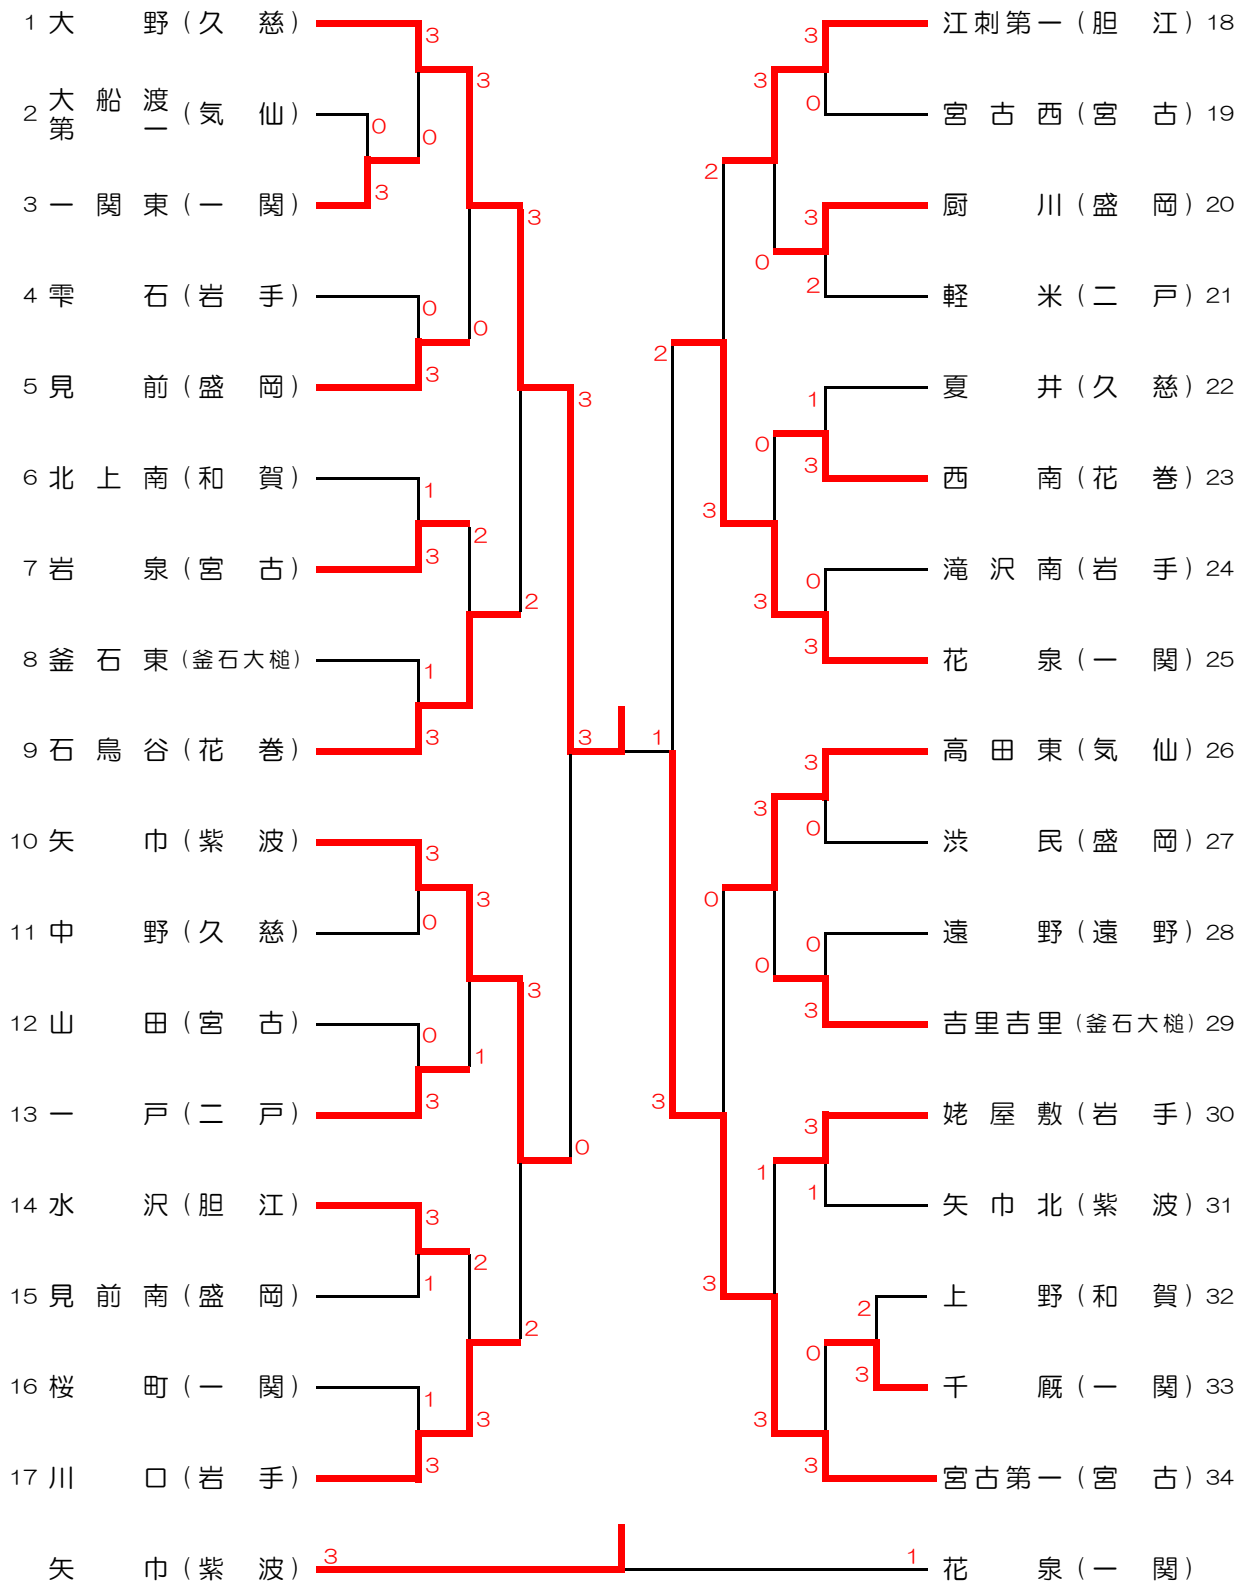 1 大野（久慈）
2 大船渡第一（気仙）
3 一関東（一関）
4 雫石（岩手）
5 見前（盛岡）
6 北上南（和賀）
7 岩泉（宮古）
8 釜石東（釜石大槌）
9 石鳥谷（花巻）
10 矢巾（紫波）
11 中野（久慈）
12 山田（宮古）
13 一戸（二戸）
14 水沢（胆江）
15 見前南（盛岡）
16 桜町（一関）
17 川口（岩手）
3
0
3
0
0
3
1
3
1
3
3
0
0
3
3
1
1
3
3
0
2
3
1
2
3
3
2
3
2
3
0
3
1
2
3
2
3
0
3
3
0
0
3
3
0
1
3
3
0
3
2
1
3
0
3
3
0
0
3
3
1
2
3
0
3
江刺第一（胆江）18
宮古西（宮古）19
厨川（盛岡）20
軽米（二戸）21
夏井（久慈）22
西南（花巻）23
滝沢南（岩手）24
花泉（一関）25
高田東（気仙）26
渋民（盛岡）27
遠野（遠野）28
吉里吉里（釜石大槌）29
姥屋敷（岩手）30
矢巾北（紫波）31
上野（和賀）32
千厩（一関）33
宮古第一（宮古）34
矢巾（紫波）3 1 花泉（一関）